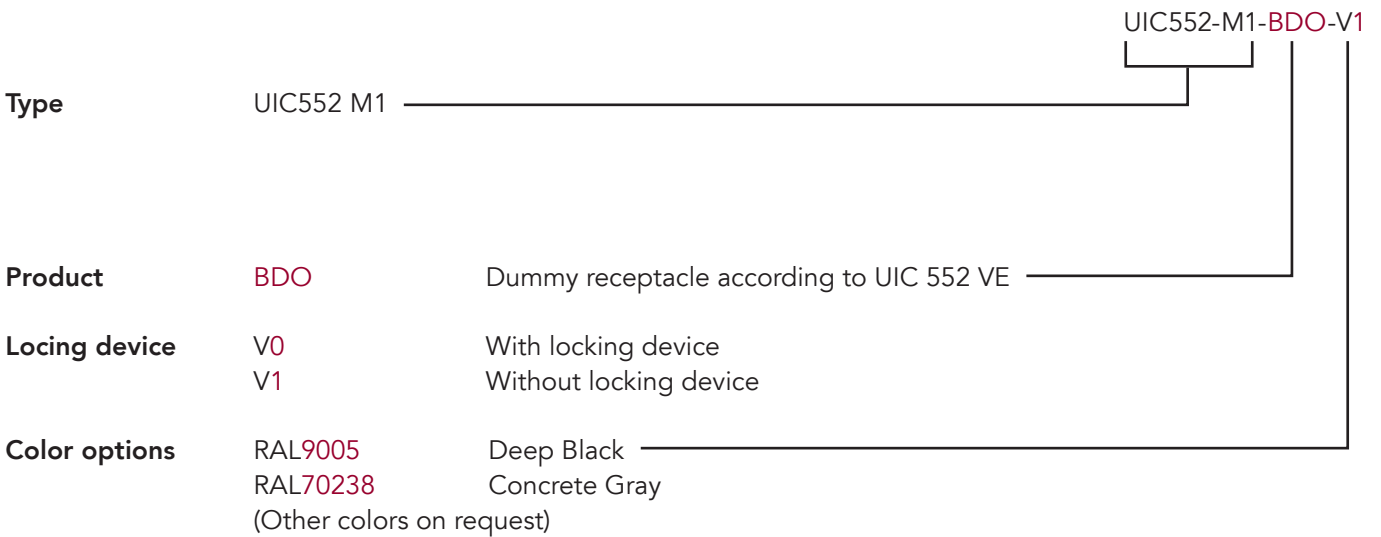 UIC552-M1-BDO-V1
Type UIC552 M1
Product BDO Dummy receptacle according to UIC 552 VE
Locing device V0 With locking device
V1 Without locking device
Color options RAL9005 Deep Black
RAL70238 Concrete Gray
(Other colors on request)